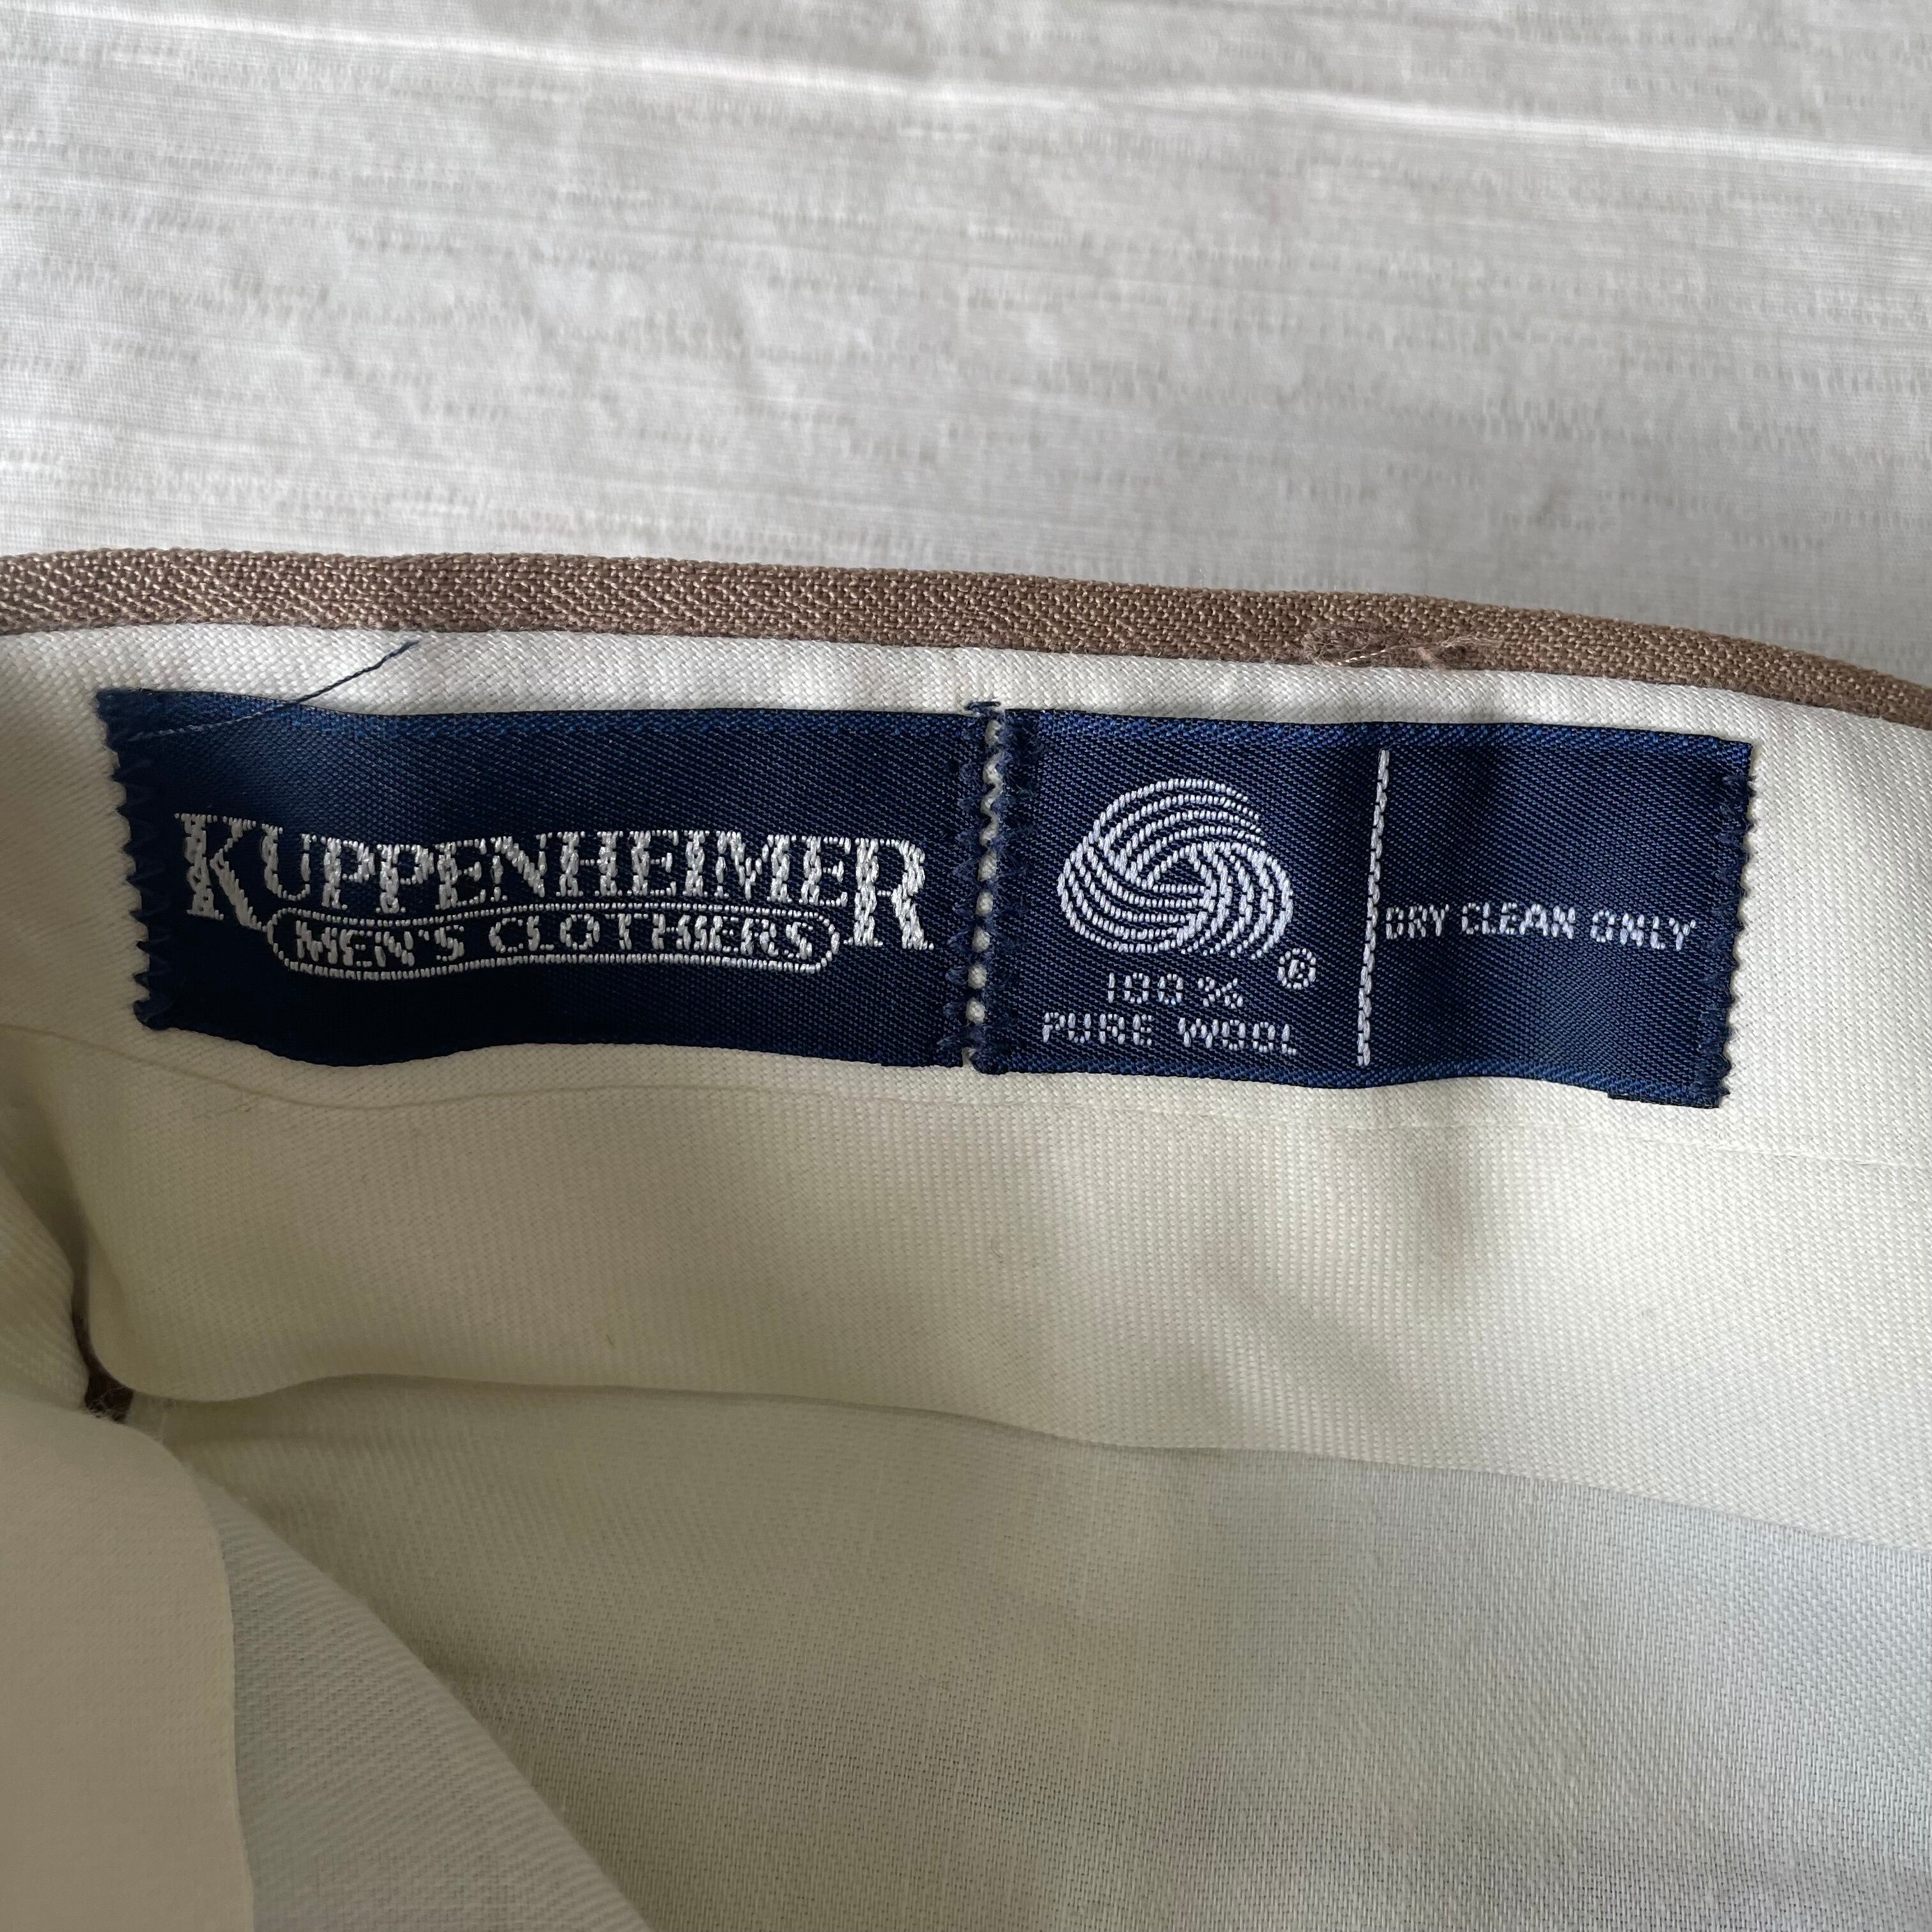 KUPPENHEIMER
MEN'S CLOTHIERS
®
100%
PURE WOOL
DRY CLEAN ONLY